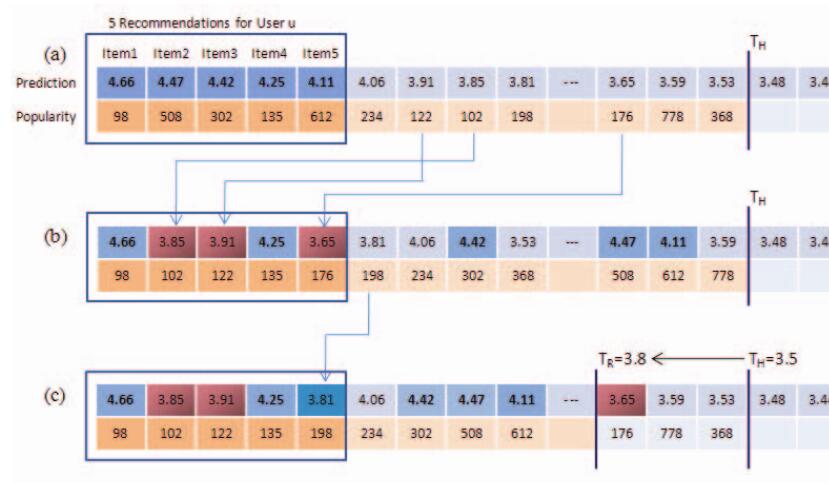 5 Recommendations for User u
(a) Item1 Item2 Item3 Item4 Item5 T_H
Prediction 4.66 4.47 4.42 4.25 4.11 4.06 3.91 3.85 3.81 --- 3.65 3.59 3.53 3.48 3.4
Popularity 98 508 302 135 612 234 122 102 198 176 778 368
T_H
(b) 4.66 3.85 3.91 4.25 3.65 3.81 4.06 4.42 3.53 --- 4.47 4.11 3.59 3.48 3.4
98 102 122 135 176 198 234 302 368 508 612 778
T_R=3.8 T_H=3.5
(c) 4.66 3.85 3.91 4.25 3.81 4.06 4.42 4.47 4.11 --- 3.65 3.59 3.53 3.48 3.4
98 102 122 135 198 234 302 508 612 176 778 368